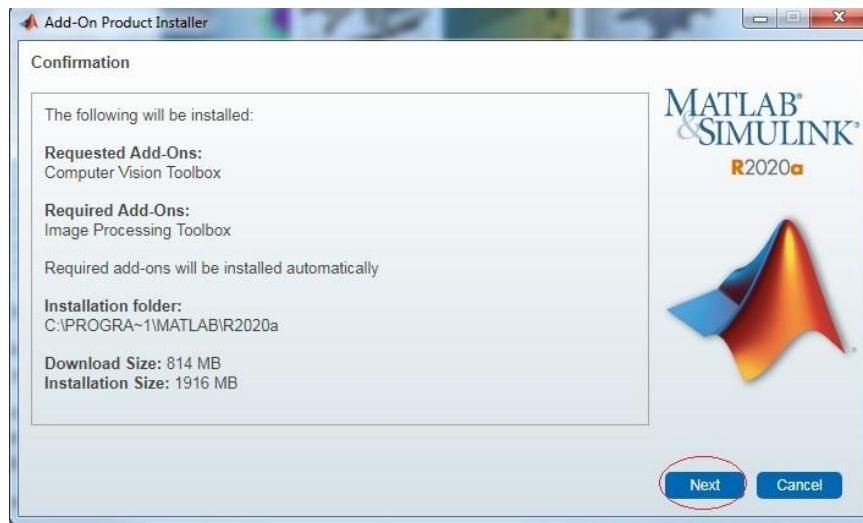 Add-On Product Installer
Confirmation
The following will be installed:
Requested Add-Ons:
Computer Vision Toolbox
Required Add-Ons:
Image Processing Toolbox
Required add-ons will be installed automatically
Installation folder:
C:\PROGRA~1\MATLAB\R2020a
Download Size: 814 MB
Installation Size: 1916 MB
MATLAB®
&SIMULINK®
R2020a
Next
Cancel